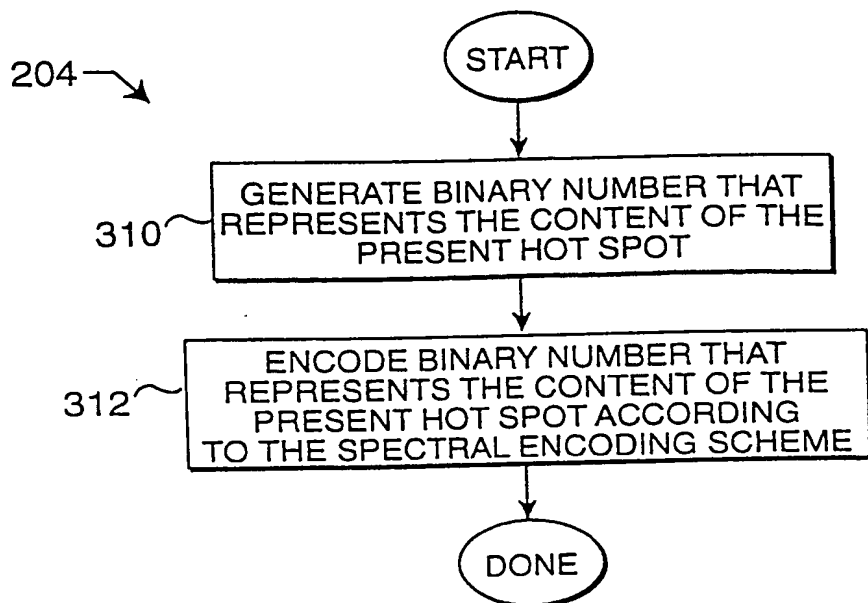 START
204
GENERATE BINARY NUMBER THAT
REPRESENTS THE CONTENT OF THE
PRESENT HOT SPOT
310
ENCODE BINARY NUMBER THAT
REPRESENTS THE CONTENT OF THE
PRESENT HOT SPOT ACCORDING
TO THE SPECTRAL ENCODING SCHEME
312
DONE